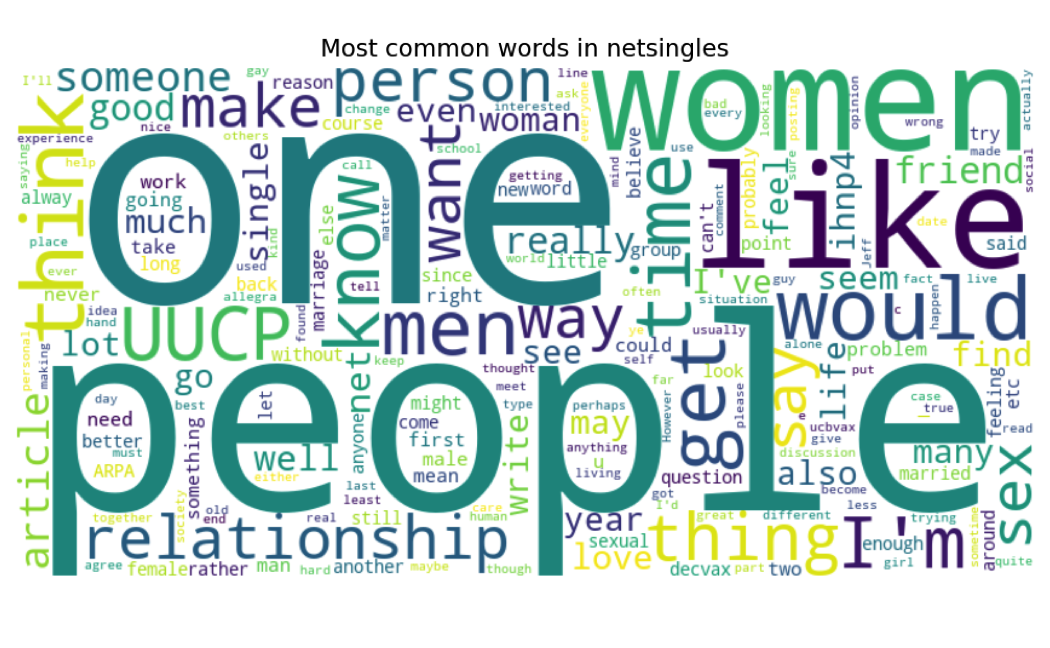 Most common words in netsingles
I'll
someone
gay
reason
person
line
ask
women
think
good
make
change
even
interested
everyone
bad
every
looking
posting
opinion
wrong
actually
experience
nice
others
course
woman
try
made
social
saying
help
one
school
want
mind
believe
use
like
friend
alway
work
going
much
take
long
single
kind
know
call
matter
else
getting
new
word
time
can't
comment
probably
feel
sure
ihnp4
Jeff
date
said
place
really
group
point
ever
used
back
allegra
marriage
tell
since
right
world
little
often
I've
guy
situation
seem
fact
live
never
idea
hand
UUCP
found
men
way
would
c
happen
personal
making
lot
without
keep
net
see
could
ye
self
usually
get
alone
problem
find
people
go
best
let
thought
meet
type
far
However
look
please
say
life
put
feeling
etc
article
day
need
better
must
ARPA
something
well
either
anyone
might
come
first
male
mean
write
perhaps
may
anything
u
living
e
ucbvax
give
discussion
case
true
many
married
read
sex
question
also
become
together
society
old
end
relationship
real
last
least
still
care
human
year
got
I'd
great
different
less
trying
thing
I'm
enough
girl
sometime
around
quite
agree
female
rather
man
hard
another
maybe
though
sexual
love
decvax
part
two